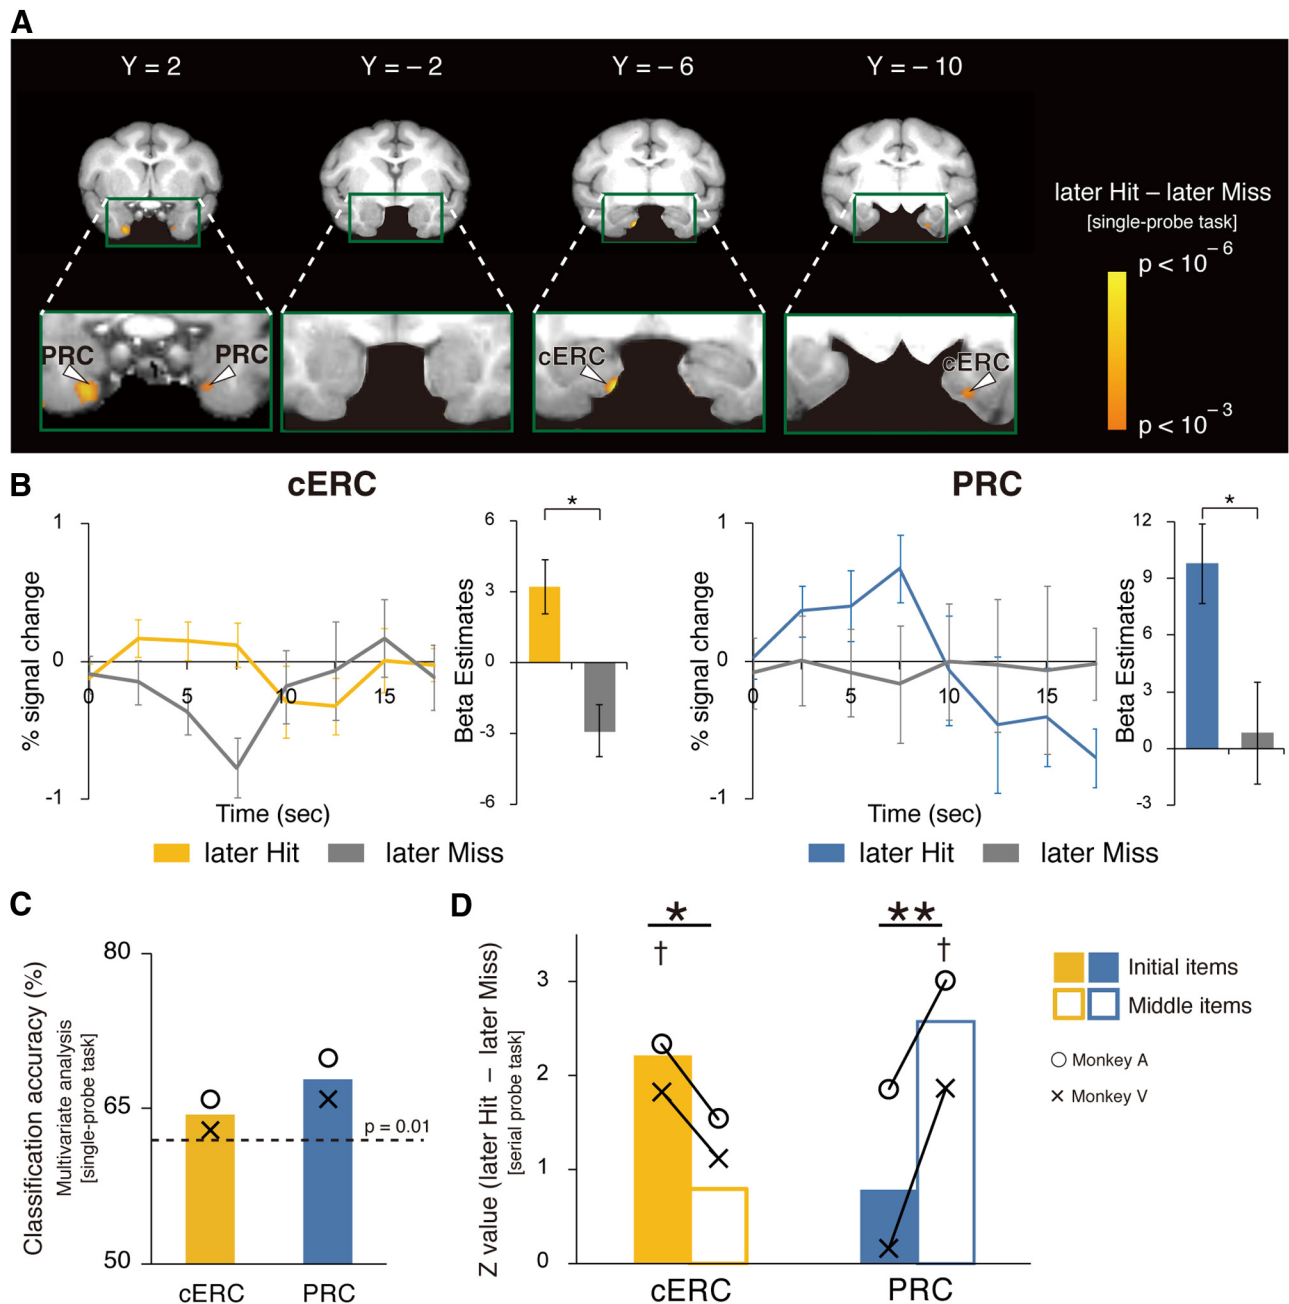 A
Y = 2
Y = – 2
Y = – 6
Y = – 10
later Hit – later Miss
[single-probe task]
p < 10 – 6
p < 10 – 3
PRC
PRC
cERC
cERC
B
cERC
PRC
1
0
-1
% signal change
0
5
10
15
Time (sec)
*
6
3
0
-3
-6
Beta Estimates
later Hit
later Miss
1
0
-1
% signal change
0
5
10
15
Time (sec)
*
12
9
6
3
0
-3
Beta Estimates
later Hit
later Miss
C
Classification accuracy (%)
Multivariate analysis
[single-probe task]
80
65
50
p = 0.01
cERC
PRC
D
Z value (later Hit – later Miss)
[serial probe task]
3
2
1
0
*
†
**
†
cERC
PRC
Initial items
Middle items
Monkey A
Monkey V